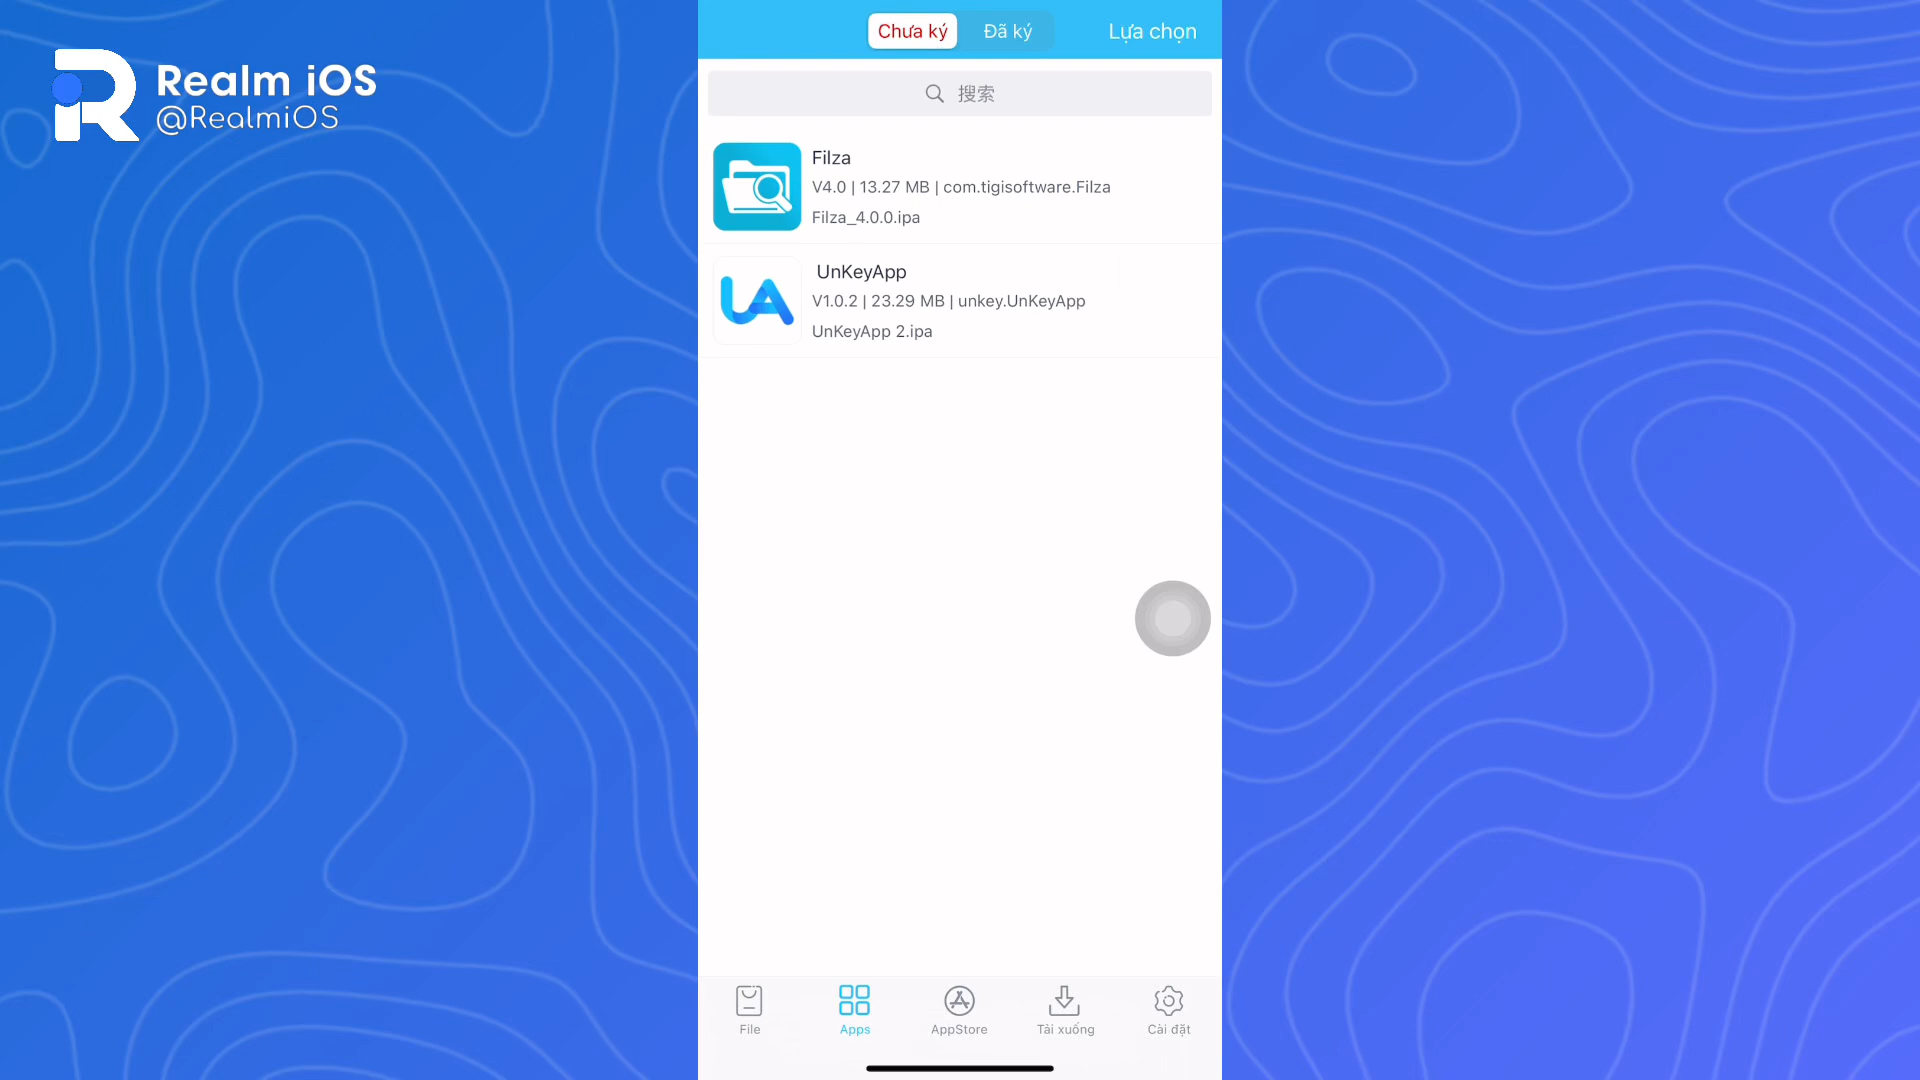 Realm iOS
@RealmiOS
Chưa ký
Đã ký
Lựa chọn
搜索
Filza
V4.0 | 13.27 MB | com.tigisoftware.Filza
Filza_4.0.0.ipa
UnKeyApp
V1.0.2 | 23.29 MB | unkey.UnKeyApp
UnKeyApp 2.ipa
File
Apps
AppStore
Tải xuống
Cài đặt